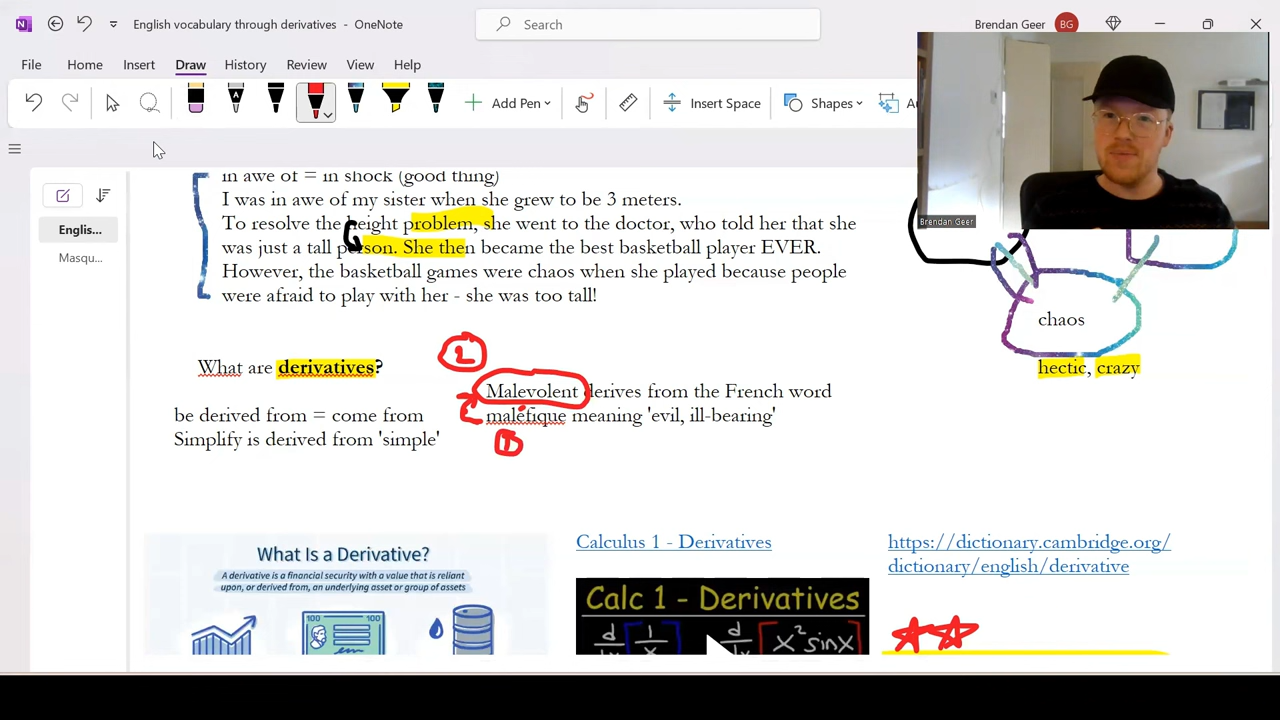 English vocabulary through derivatives - OneNote
Search
Brendan Geer
BG
File Home Insert Draw History Review View Help
Add Pen
Insert Space
Shapes
Brendan Geer
Englis...
Masqu...
in awe of = in shock (good thing)
I was in awe of my sister when she grew to be 3 meters.
To resolve the height problem, she went to the doctor, who told her that she
was just a tall person. She then became the best basketball player EVER.
However, the basketball games were chaos when she played because people
were afraid to play with her - she was too tall!
chaos
hectic, crazy
2
What are derivatives?
Malevolent derives from the French word
maléfique meaning 'evil, ill-bearing'
1
be derived from = come from
Simplify is derived from 'simple'
What Is a Derivative?
A derivative is a financial security with a value that is reliant
upon, or derived from, an underlying asset or group of assets
100 100
Calculus 1 - Derivatives
Calc 1 - Derivatives
https://dictionary.cambridge.org/
dictionary/english/derivative